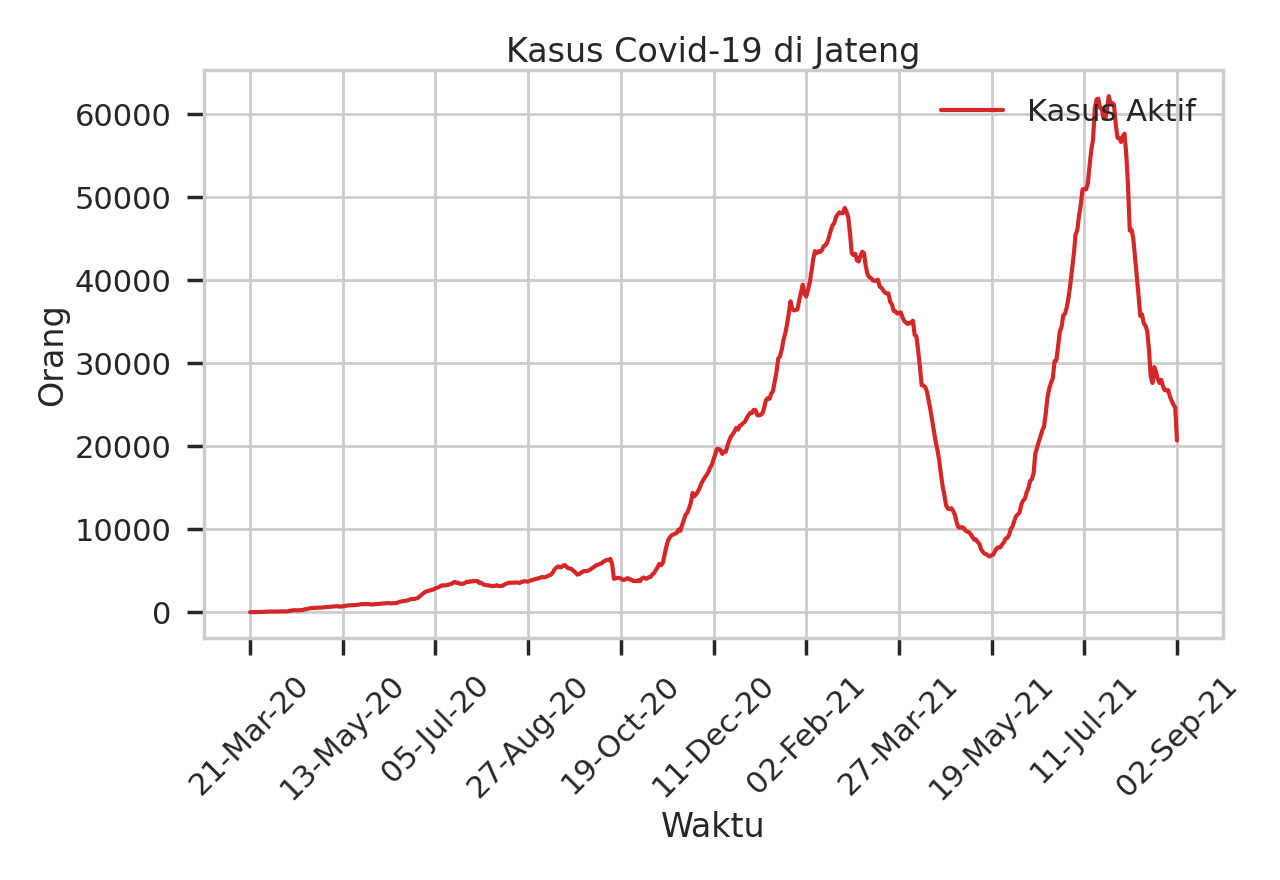 Kasus Covid-19 di Jateng
Kasus Aktif
60000
50000
40000
30000
20000
10000
0
Orang
21-Mar-20
13-May-20
05-Jul-20
27-Aug-20
19-Oct-20
11-Dec-20
02-Feb-21
27-Mar-21
19-May-21
11-Jul-21
02-Sep-21
Waktu